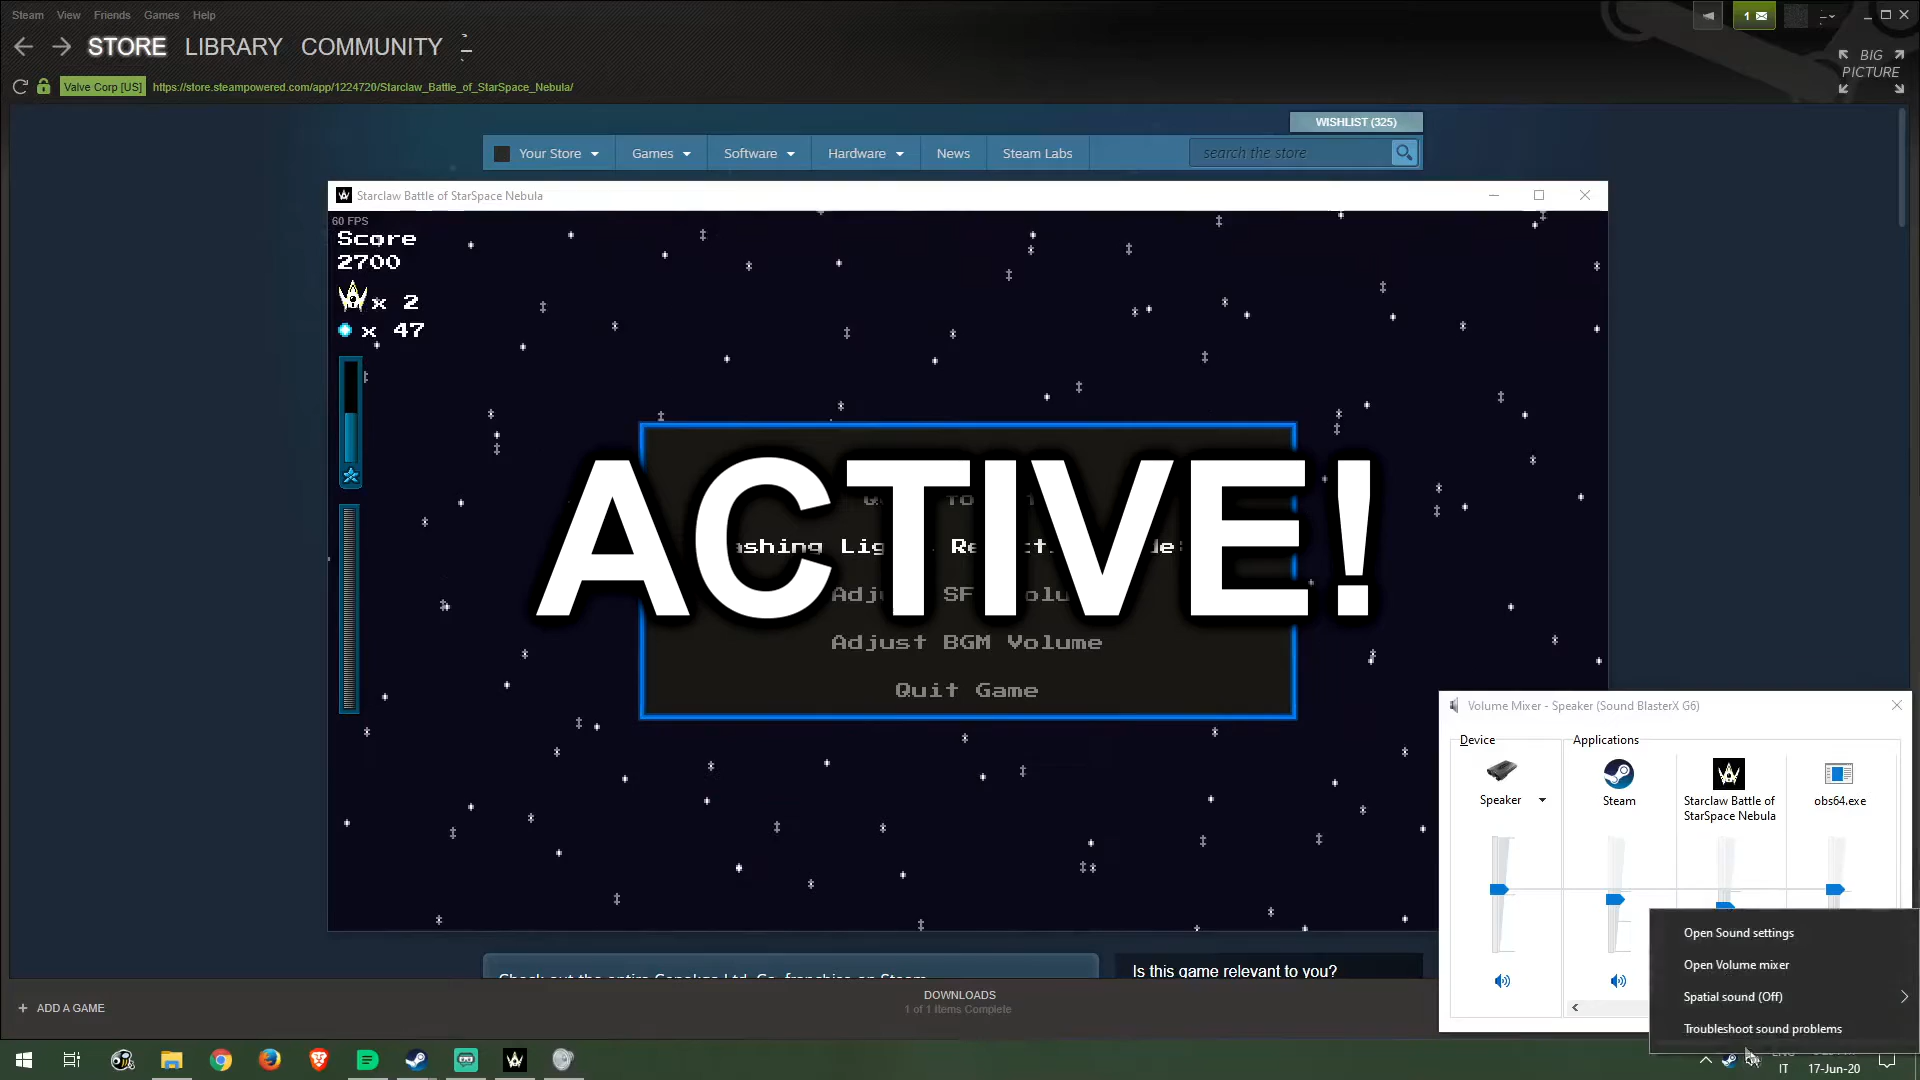 Steam View Friends Games Help
1
STORE LIBRARY COMMUNITY
BIG PICTURE
Valve Corp [US] https://store.steampowered.com/app/1224720/Starclaw_Battle_of_StarSpace_Nebula/
WISHLIST (325)
Your Store Games Software Hardware News Steam Labs search the store
Starclaw Battle of StarSpace Nebula
60 FPS
Score
2700
x 2
x 47
ACTIVE!
Adjust BGM Volume
Quit Game
Volume Mixer - Speaker (Sound BlasterX G6)
Device Applications
Speaker Steam Starclaw Battle of StarSpace Nebula obs64.exe
Open Sound settings
Open Volume mixer
Spatial sound (Off)
Troubleshoot sound problems
Is this game relevant to you?
+ ADD A GAME
DOWNLOADS
1 of 1 Items Complete
IT 17-Jun-20